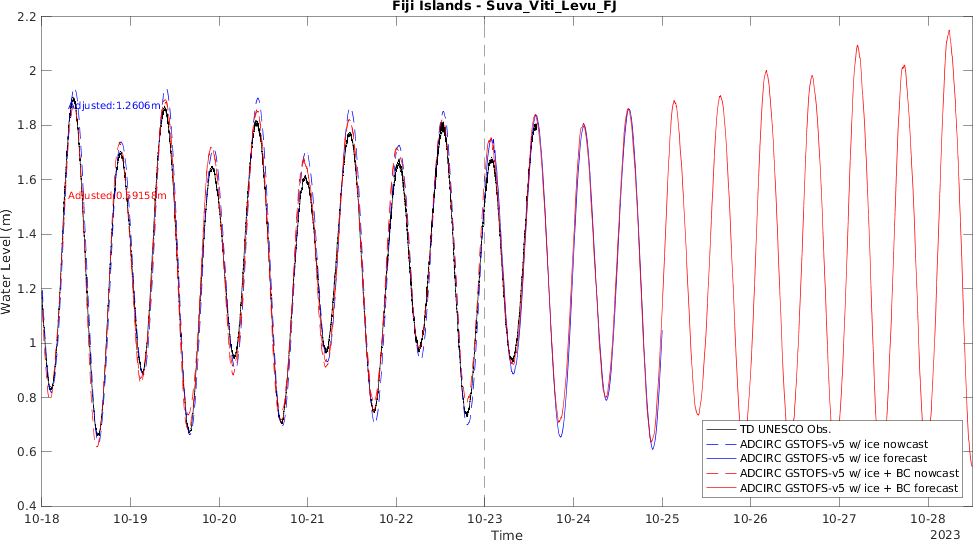 Fiji Islands - Suva_Viti_Levu_FJ
Water Level (m)
2.2
2
1.8
1.6
1.4
1.2
1
0.8
0.6
0.4
Adjusted:1.2606m
Adjusted:0.59158m
TD UNESCO Obs.
ADCIRC GSTOFS-v5 w/ ice nowcast
ADCIRC GSTOFS-v5 w/ ice forecast
ADCIRC GSTOFS-v5 w/ ice + BC nowcast
ADCIRC GSTOFS-v5 w/ ice + BC forecast
10-18 10-19 10-20 10-21 10-22 10-23 10-24 10-25 10-26 10-27 10-28
Time
2023